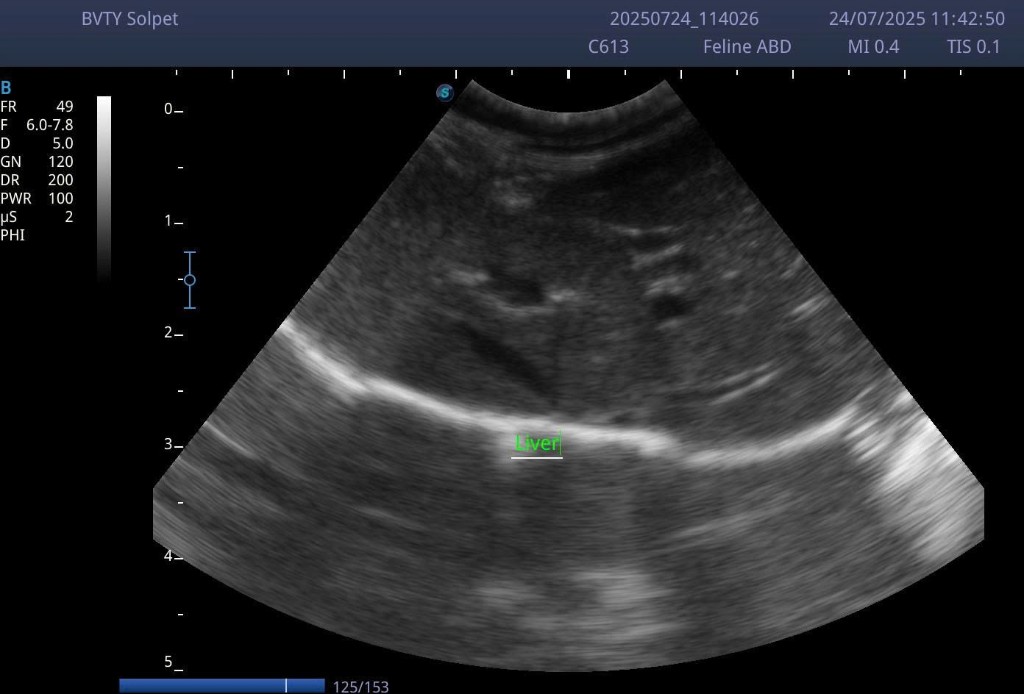 BVTY Solpet 20250724_114026 24/07/2025 11:42:50
C613 Feline ABD MI 0.4 TIS 0.1
B
FR 49
F 6.0-7.8
D 5.0
GN 120
DR 200
PWR 100
µS 2
PHI
S
0
1
2
3
4
5
Liver
125/153